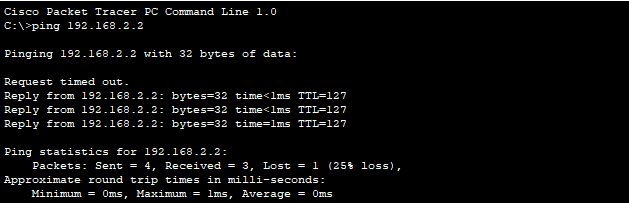 Cisco Packet Tracer PC Command Line 1.0
C:\>ping 192.168.2.2
Pinging 192.168.2.2 with 32 bytes of data:
Request timed out.
Reply from 192.168.2.2: bytes=32 time<1ms TTL=127
Reply from 192.168.2.2: bytes=32 time<1ms TTL=127
Reply from 192.168.2.2: bytes=32 time=1ms TTL=127
Ping statistics for 192.168.2.2:
Packets: Sent = 4, Received = 3, Lost = 1 (25% loss),
Approximate round trip times in milli-seconds:
Minimum = 0ms, Maximum = 1ms, Average = 0ms